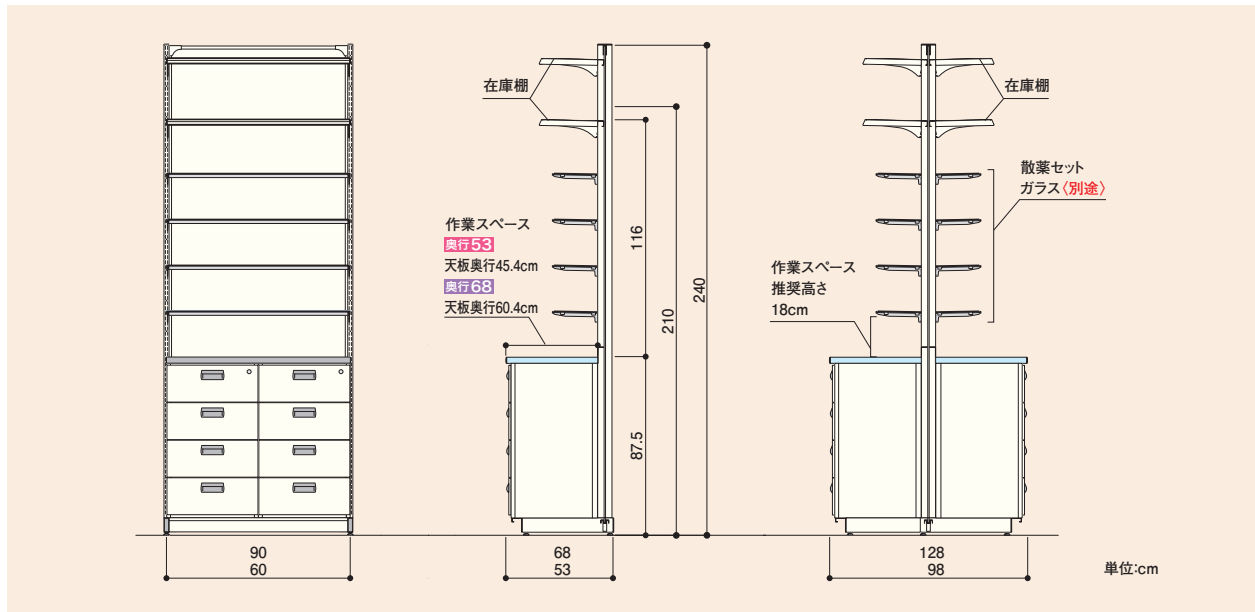 在庫棚
作業スペース
奥行53
天板奥行45.4cm
奥行68
天板奥行60.4cm
116
87.5
210
240
在庫棚
散薬セット
ガラス〈別途〉
作業スペース
推奨高さ
18cm
90
60
68
53
128
98
単位:cm